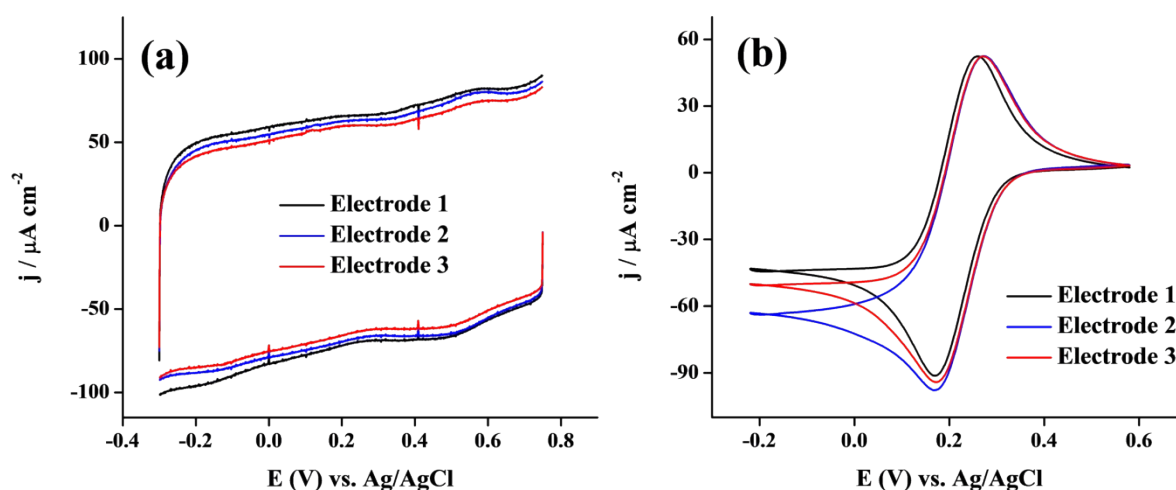 (a)
j / μA cm-2
100
50
0
-50
-100
Electrode 1
Electrode 2
Electrode 3
-0.4 -0.2 0.0 0.2 0.4 0.6 0.8
E (V) vs. Ag/AgCl
(b)
j / μA cm-2
60
30
0
-30
-60
-90
Electrode 1
Electrode 2
Electrode 3
-0.2 0.0 0.2 0.4 0.6
E (V) vs. Ag/AgCl